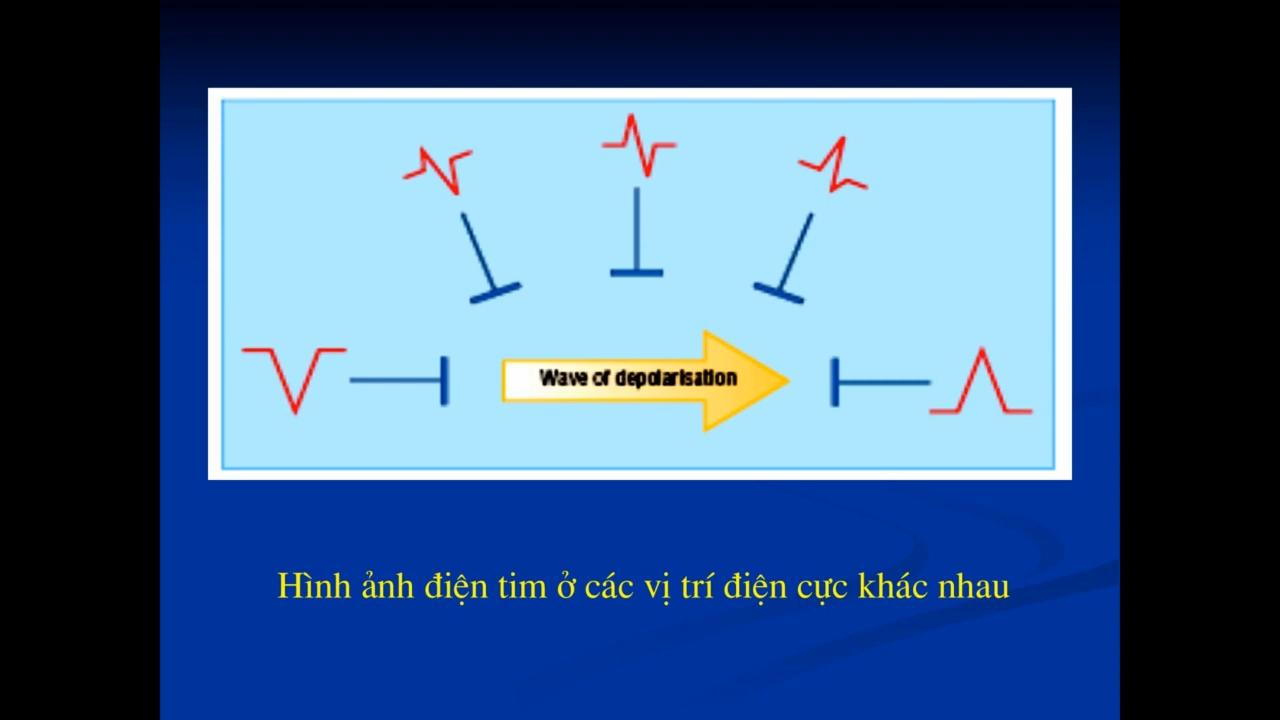 Wave of depolarisation
Hình ảnh điện tim ở các vị trí điện cực khác nhau